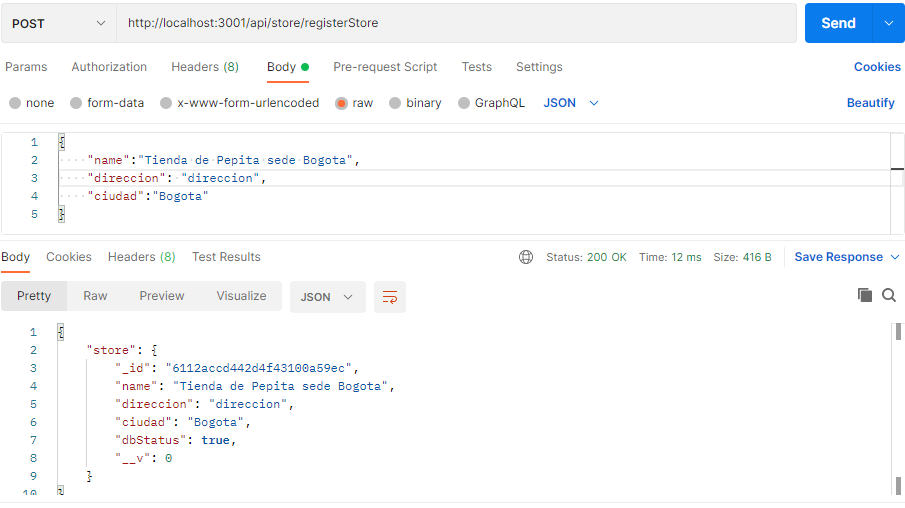 POST http://localhost:3001/api/store/registerStore Send
Params Authorization Headers (8) Body Pre-request Script Tests Settings Cookies
none form-data x-www-form-urlencoded raw binary GraphQL JSON Beautify
1 {
2 "name":"Tienda de Pepita sede Bogota",
3 "direccion": "direccion",
4 "ciudad":"Bogota"
5 }
Body Cookies Headers (8) Test Results Status: 200 OK Time: 12 ms Size: 416 B Save Response
Pretty Raw Preview Visualize JSON
1 {
2 "store": {
3 "_id": "6112accd442d4f43100a59ec",
4 "name": "Tienda de Pepita sede Bogota",
5 "direccion": "direccion",
6 "ciudad": "Bogota",
7 "dbStatus": true,
8 "__v": 0
9 }
10 }